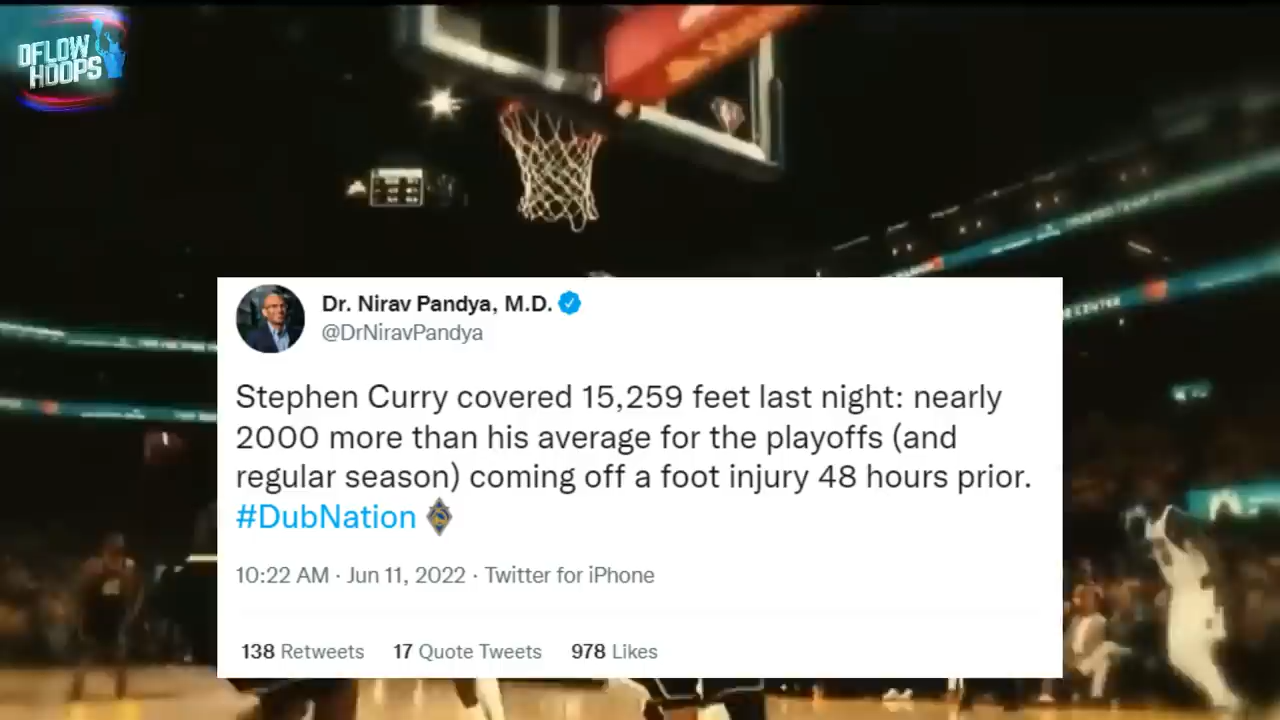 DFLOW
HOOPS
Dr. Nirav Pandya, M.D.
@DrNiravPandya
Stephen Curry covered 15,259 feet last night: nearly
2000 more than his average for the playoffs (and
regular season) coming off a foot injury 48 hours prior.
#DubNation
10:22 AM · Jun 11, 2022 · Twitter for iPhone
138 Retweets 17 Quote Tweets 978 Likes